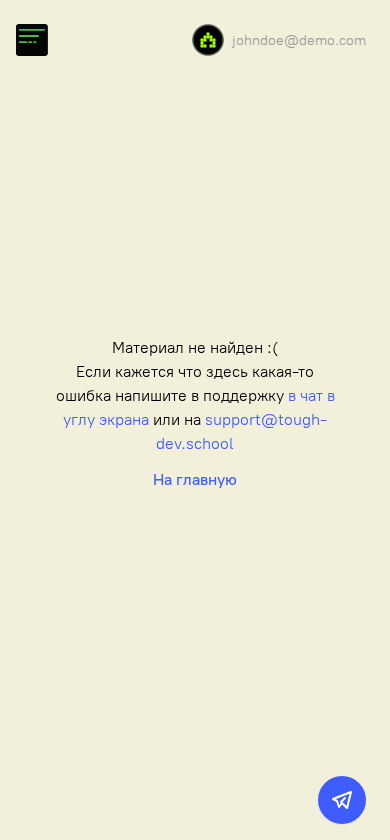 johndoe@demo.com
Материал не найден :(
Если кажется что здесь какая-то
ошибка напишите в поддержку в чат в
углу экрана или на support@tough-
dev.school
На главную